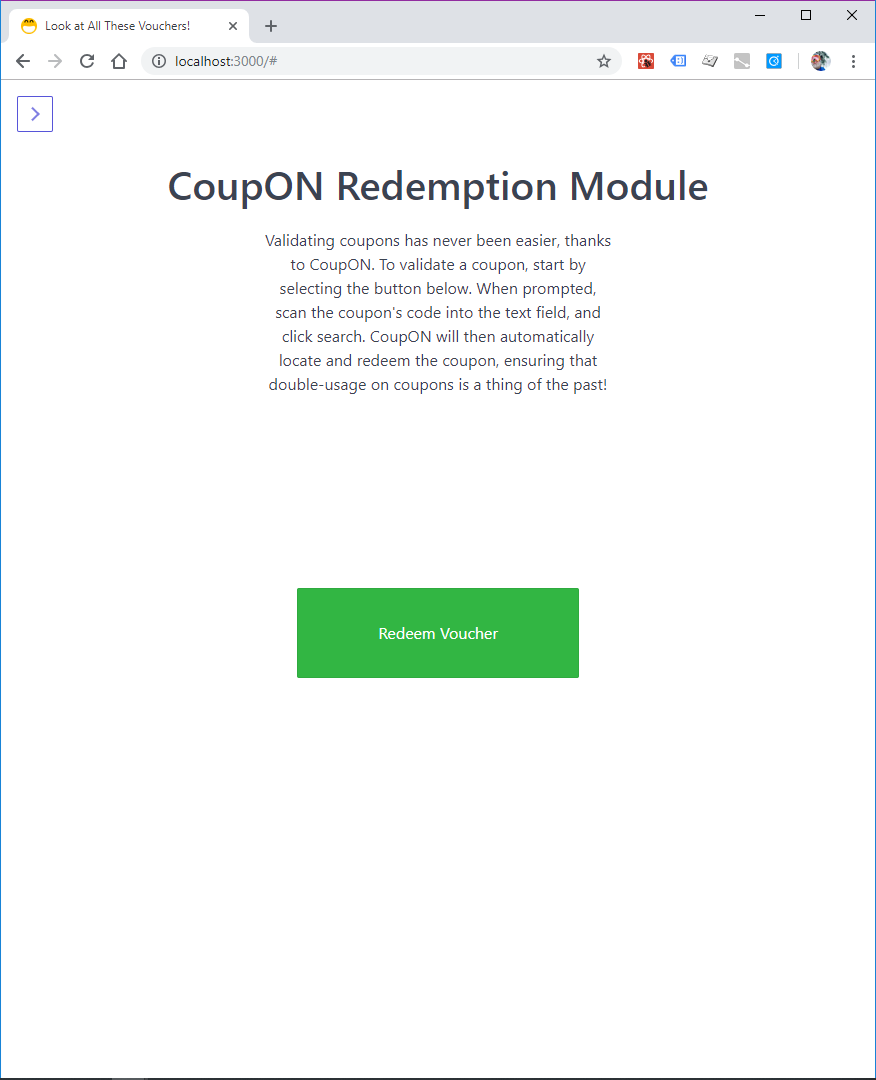 Look at All These Vouchers!
localhost:3000/#
CoupON Redemption Module
Validating coupons has never been easier, thanks
to CoupON. To validate a coupon, start by
selecting the button below. When prompted,
scan the coupon's code into the text field, and
click search. CoupON will then automatically
locate and redeem the coupon, ensuring that
double-usage on coupons is a thing of the past!
Redeem Voucher